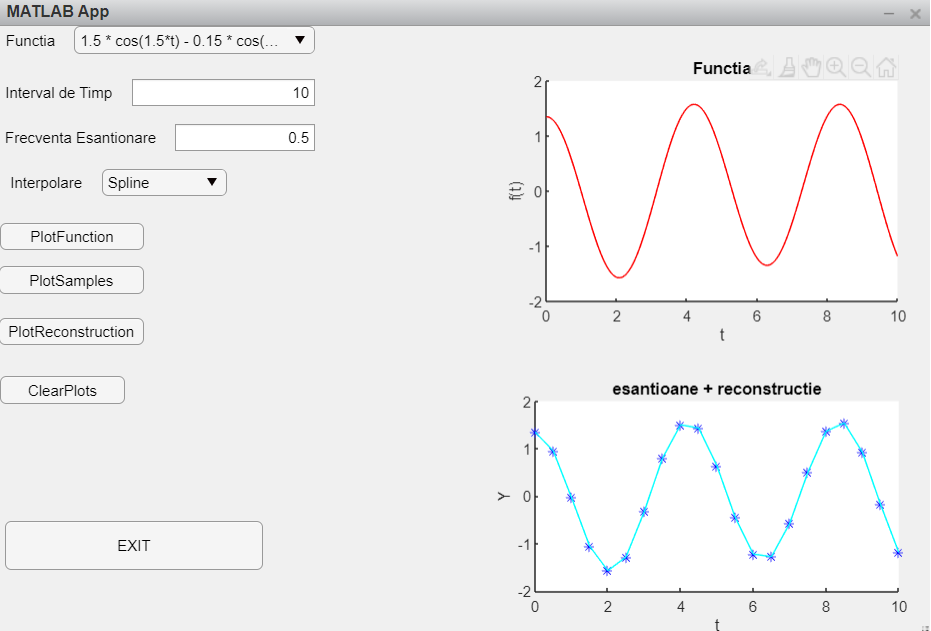 MATLAB App
Functia 1.5 * cos(1.5*t) - 0.15 * cos(...
Interval de Timp 10
Frecventa Esantionare 0.5
Interpolare Spline
PlotFunction
PlotSamples
PlotReconstruction
ClearPlots
EXIT
Functia
2
1
0
-1
-2
f(t)
0 2 4 6 8 10
t
esantioane + reconstructie
2
1
0
-1
-2
Y
0 2 4 6 8 10
t